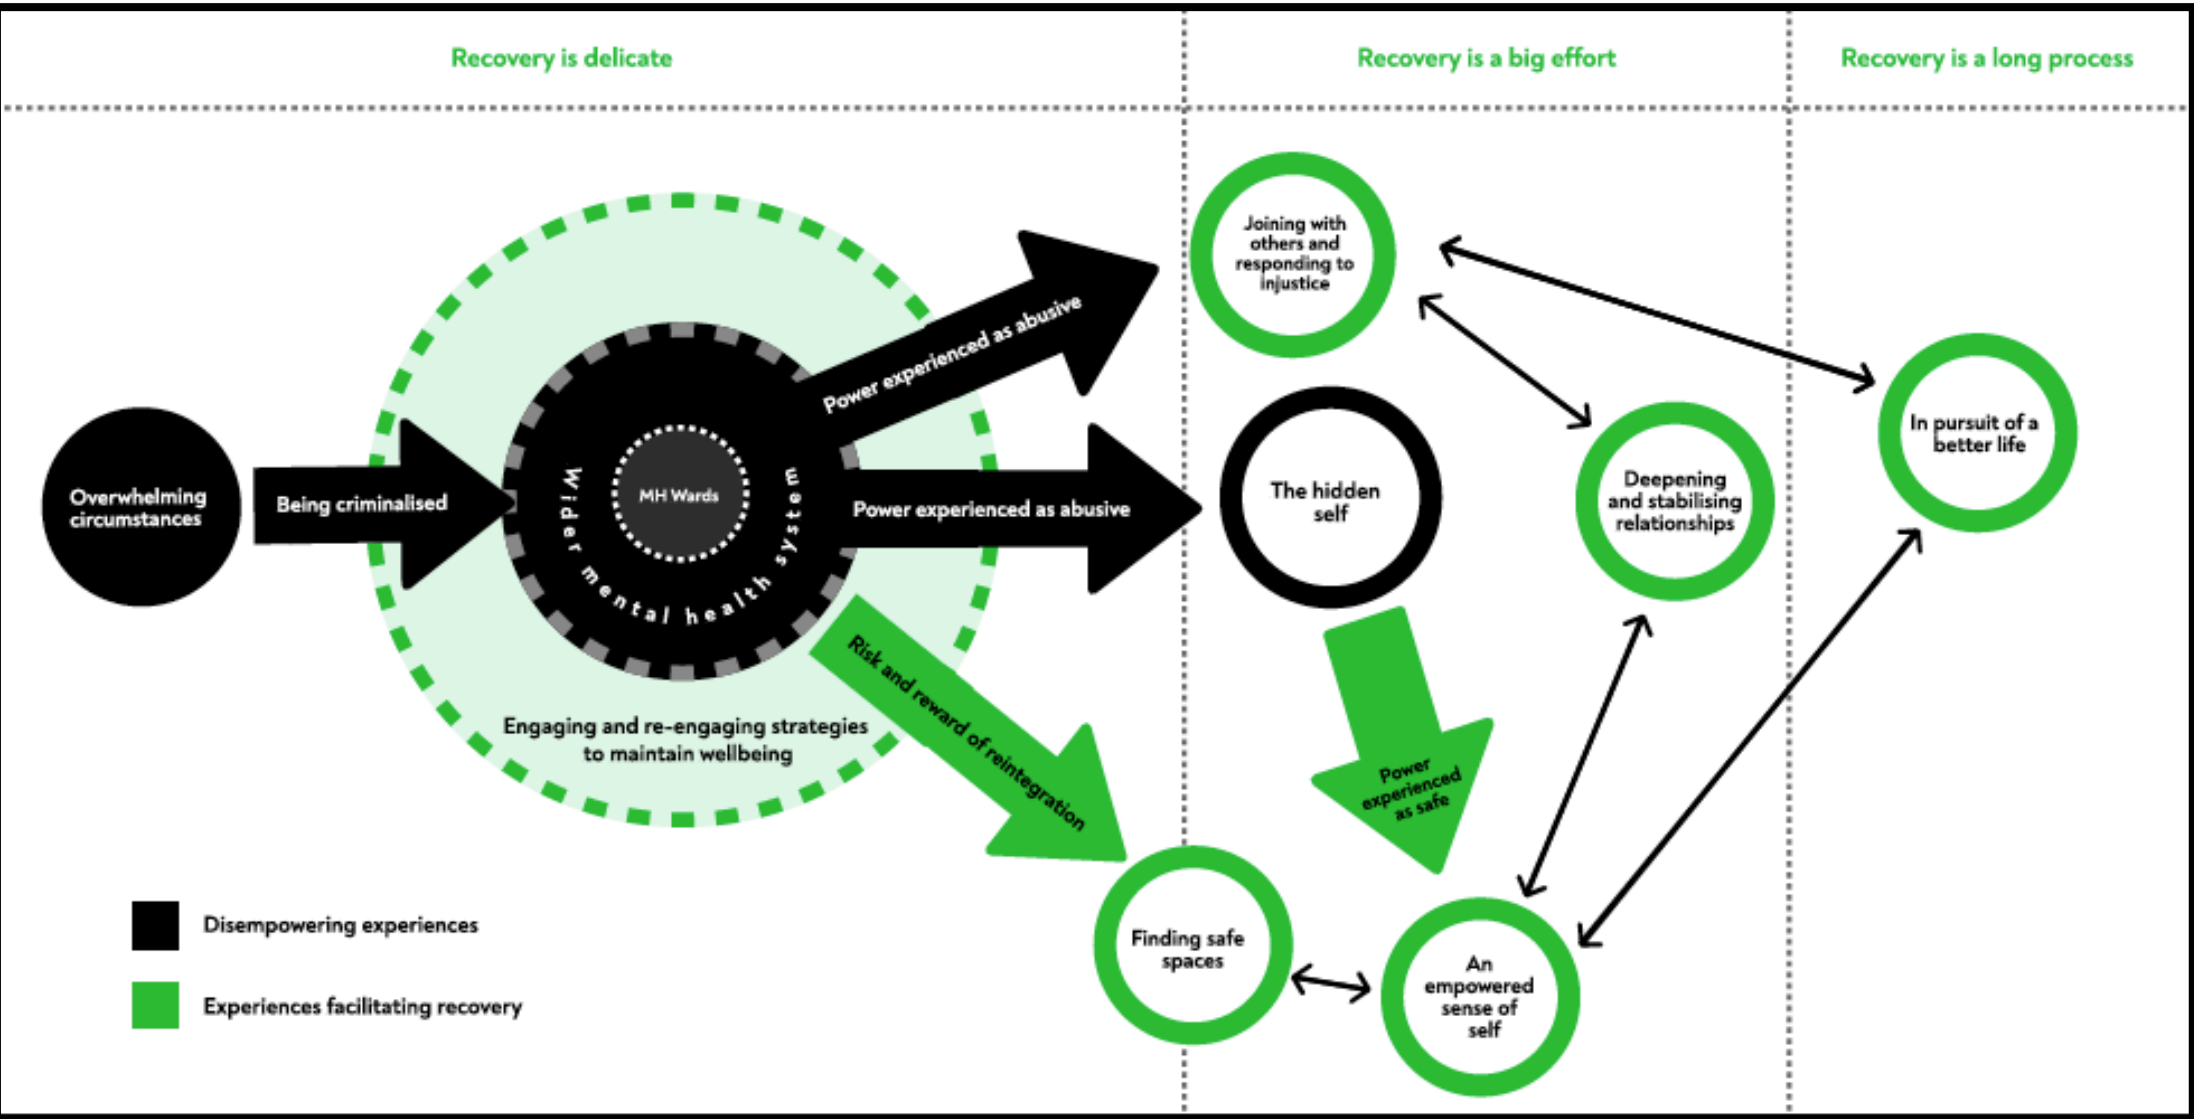 Recovery is delicate
Recovery is a big effort
Recovery is a long process
Overwhelming
circumstances
Being criminalised
MH Wards
Wider mental health system
Engaging and re-engaging strategies
to maintain wellbeing
Power experienced as abusive
Power experienced as abusive
Risk and reward of reintegration
Joining with
others and
responding to
injustice
The hidden
self
Power
experienced
as safe
Deepening
and stabilising
relationships
In pursuit of a
better life
Finding safe
spaces
An
empowered
sense of
self
Disempowering experiences
Experiences facilitating recovery